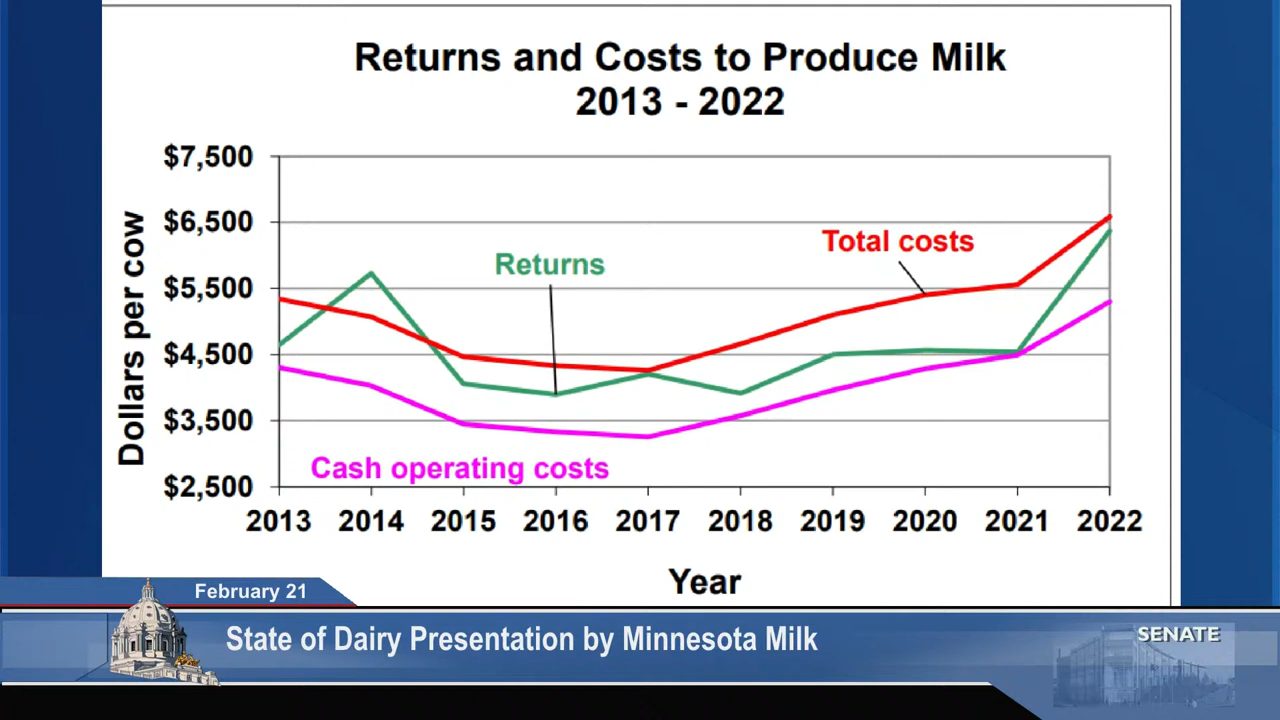 Returns and Costs to Produce Milk
2013 - 2022
$7,500
$6,500
$5,500
$4,500
$3,500
$2,500
Dollars per cow
Returns
Total costs
Cash operating costs
2013 2014 2015 2016 2017 2018 2019 2020 2021 2022
Year
February 21
State of Dairy Presentation by Minnesota Milk
SENATE